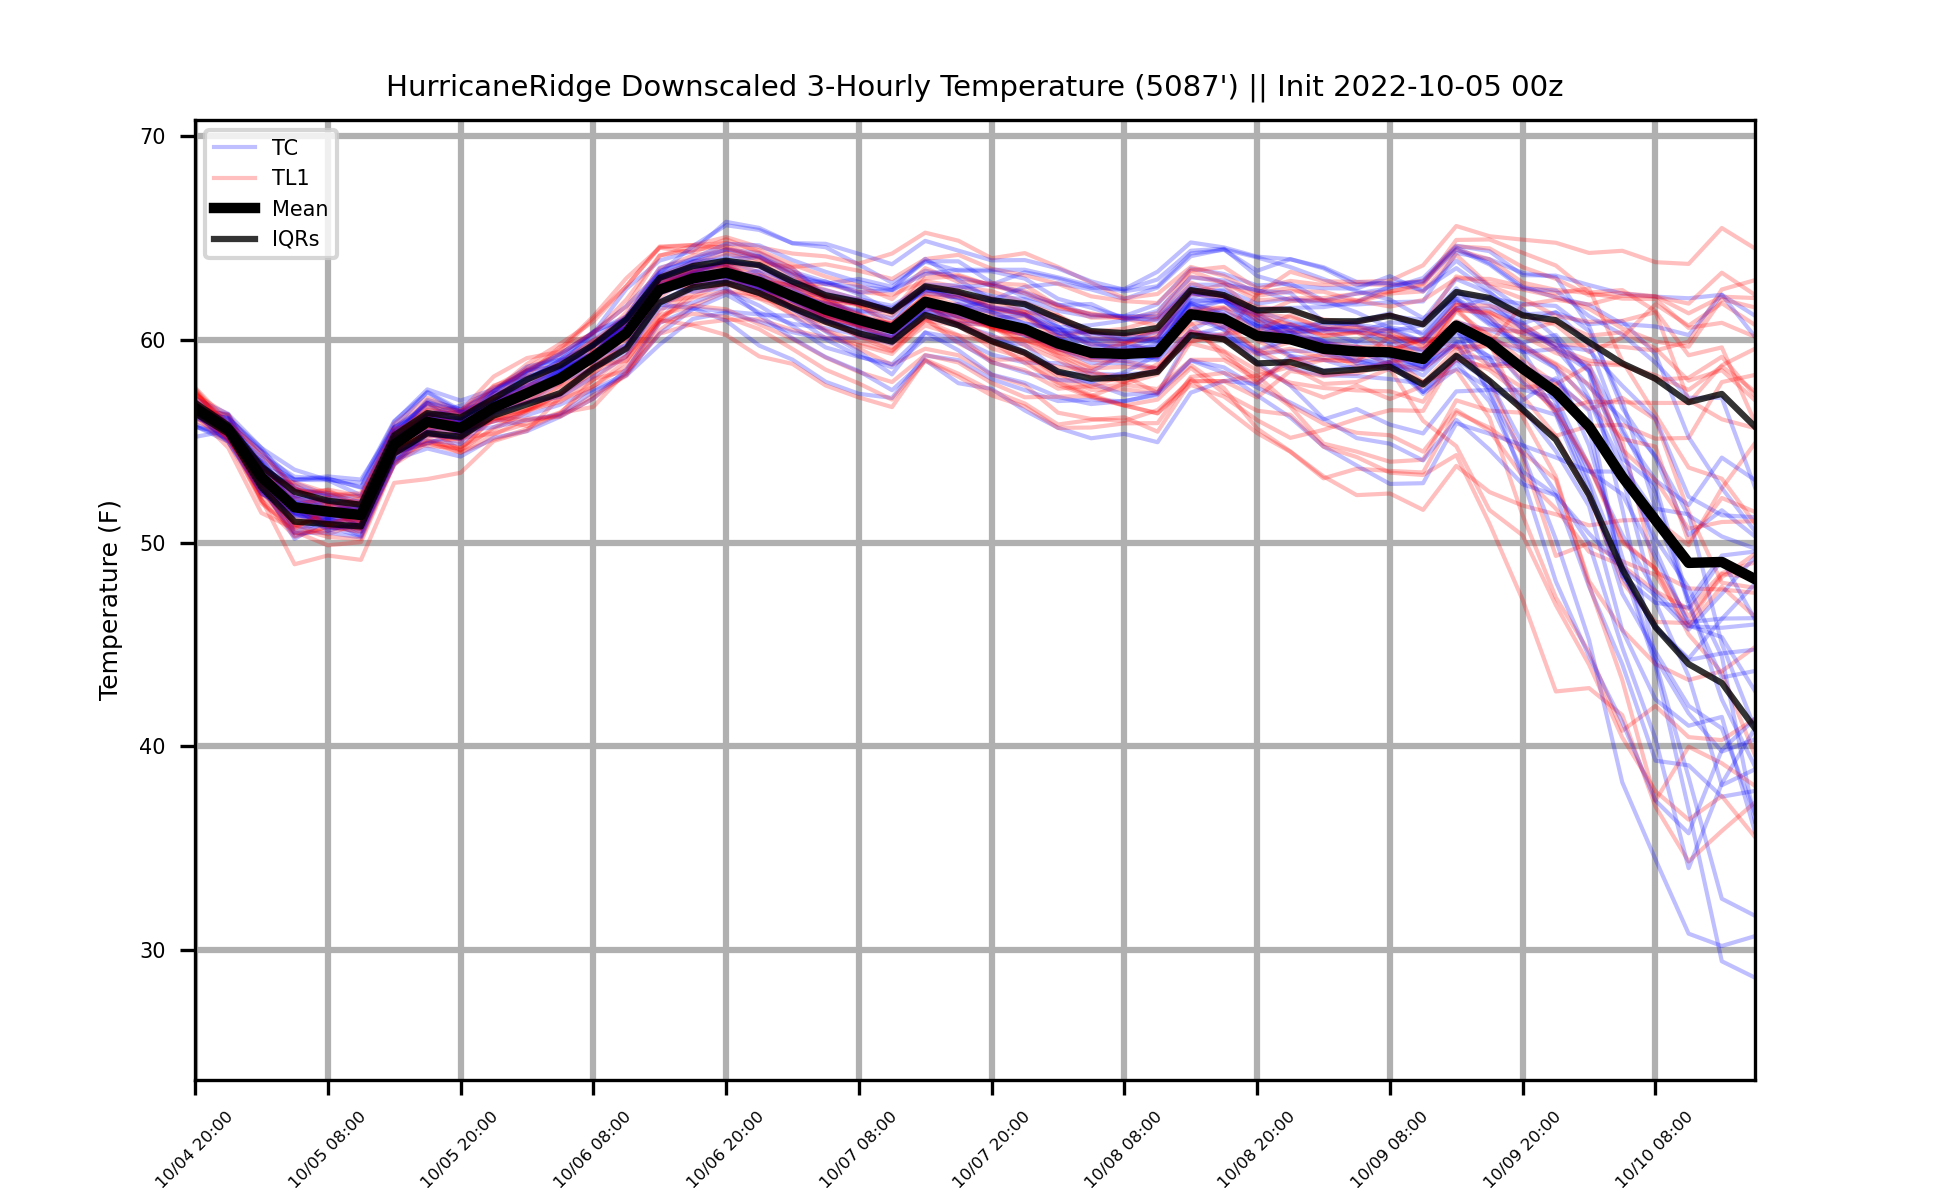 HurricaneRidge Downscaled 3-Hourly Temperature (5087') || Init 2022-10-05 00z
TC
TL1
Mean
IQRs
Temperature (F)
70
60
50
40
30
10/04 20:00
10/05 08:00
10/05 20:00
10/06 08:00
10/06 20:00
10/07 08:00
10/07 20:00
10/08 08:00
10/08 20:00
10/09 08:00
10/09 20:00
10/10 08:00